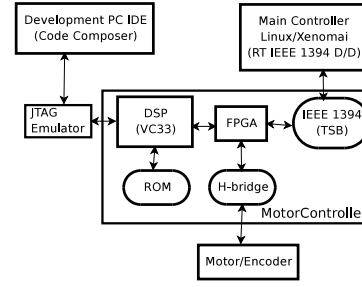 Development PC IDE
(Code Composer)
Main Controller
Linux/Xenomai
(RT IEEE 1394 D/D)
JTAG
Emulator
DSP
(VC33)
FPGA
IEEE 1394
(TSB)
ROM
H-bridge
MotorController
Motor/Encoder